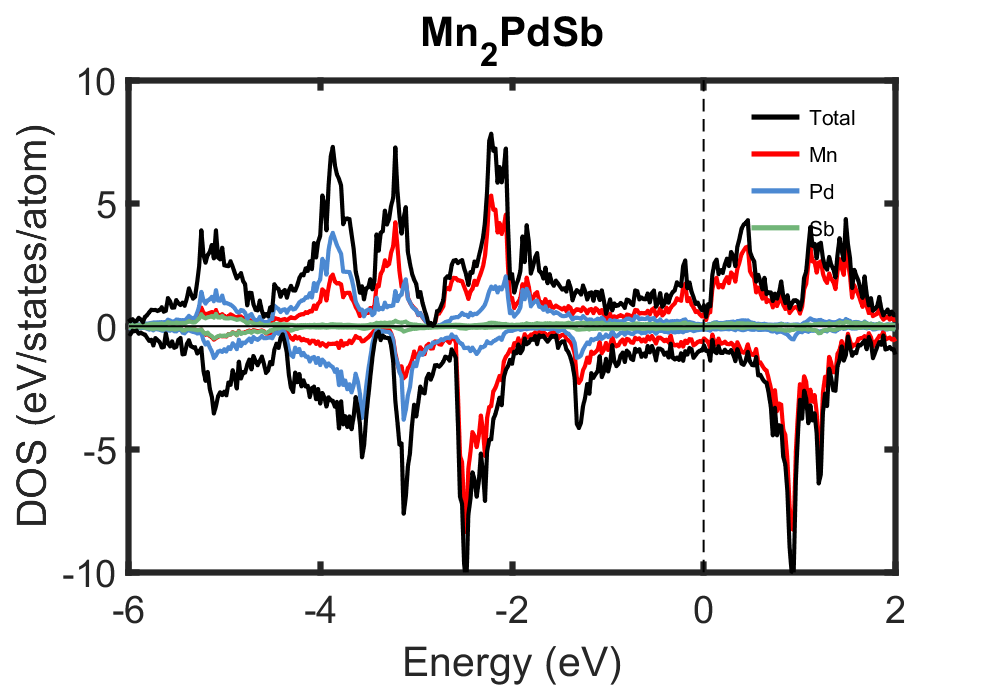 Mn2PdSb
DOS (eV/states/atom)
10
5
0
-5
-10
Total
Mn
Pd
Sb
-6 -4 -2 0 2
Energy (eV)